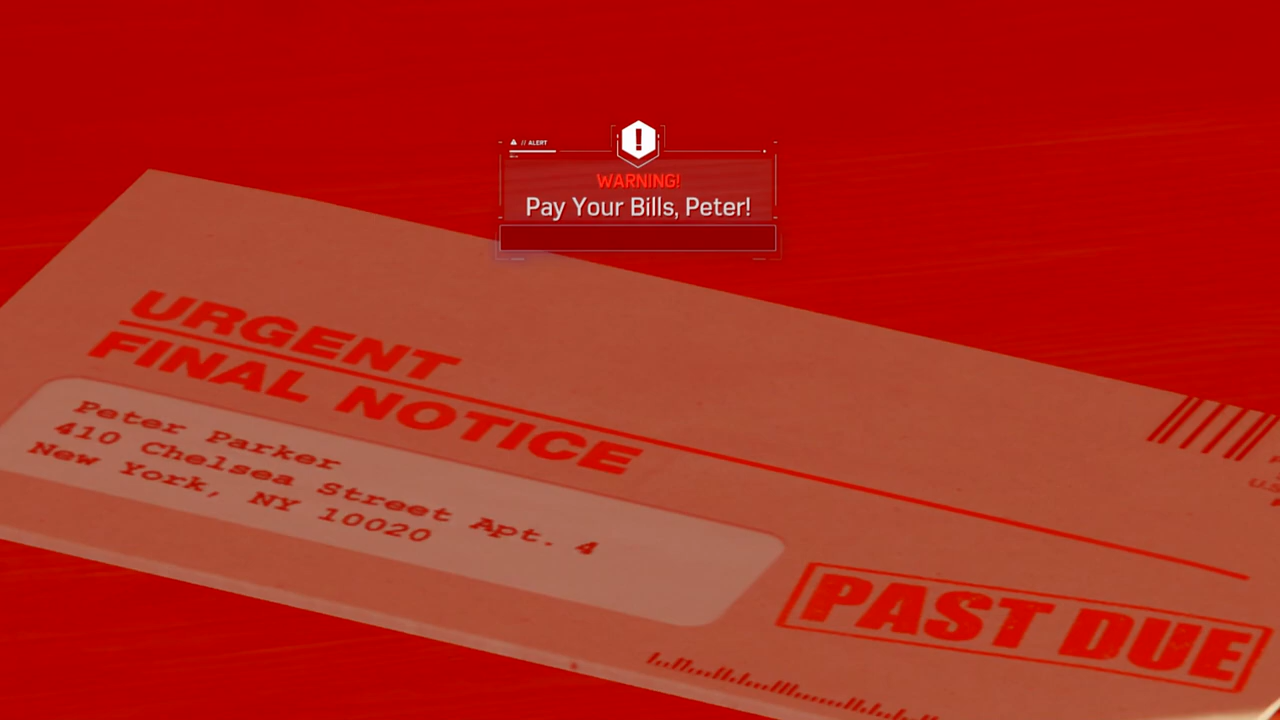 // ALERT
WARNING!
Pay Your Bills, Peter!
URGENT
FINAL NOTICE
Peter Parker
410 Chelsea Street Apt. 4
New York, NY 10020
PAST DUE